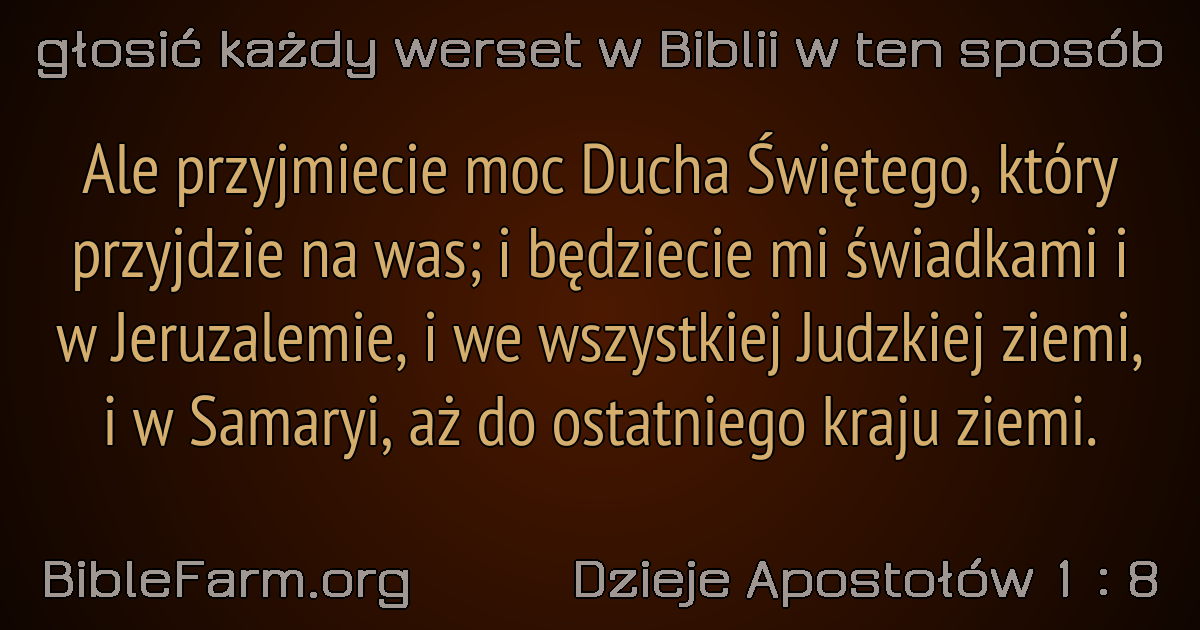 głosić każdy werset w Biblii w ten sposób
Ale przyjmiecie moc Ducha Świętego, który
przyjdzie na was; i będziecie mi świadkami i
w Jeruzalemie, i we wszystkiej Judzkiej ziemi,
i w Samaryi, aż do ostatniego kraju ziemi.
BibleFarm.org
Dzieje Apostołów 1 : 8